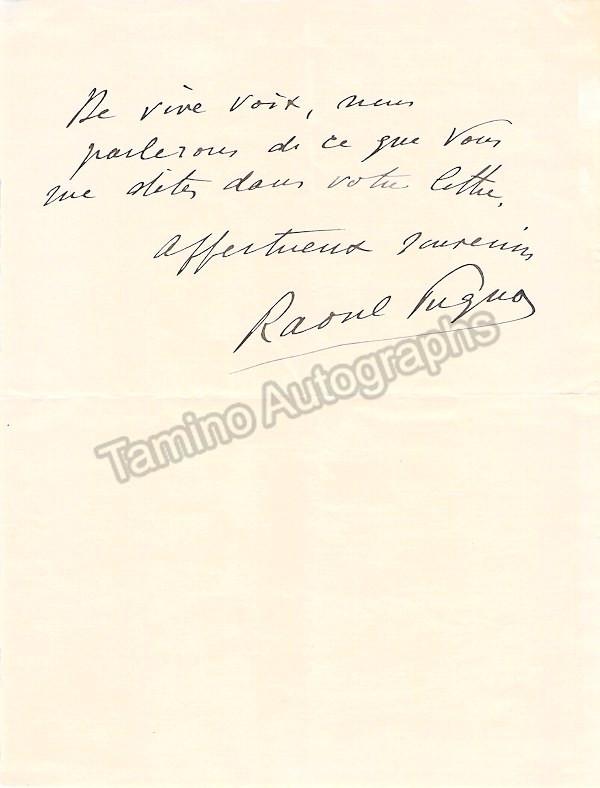 De vive voix, nous
parlerons de ce que Vous
me dites dans votre lettre.
Affectueux souvenirs
Raoul Pugno
Tamino Autographs